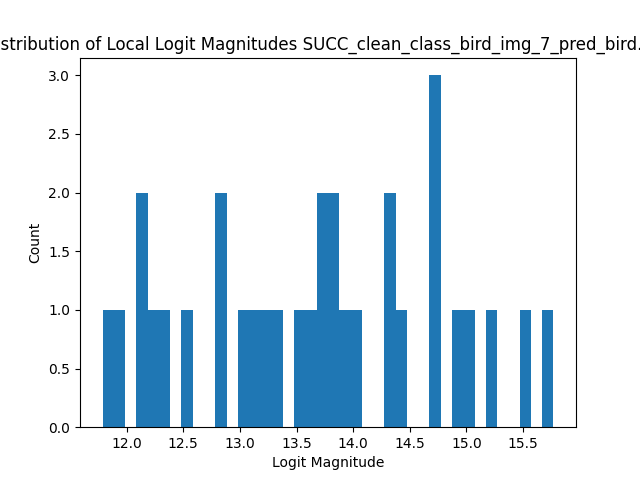 stribution of Local Logit Magnitudes SUCC_clean_class_bird_img_7_pred_bird.
3.0
2.5
2.0
1.5
1.0
0.5
0.0
Count
12.0 12.5 13.0 13.5 14.0 14.5 15.0 15.5
Logit Magnitude